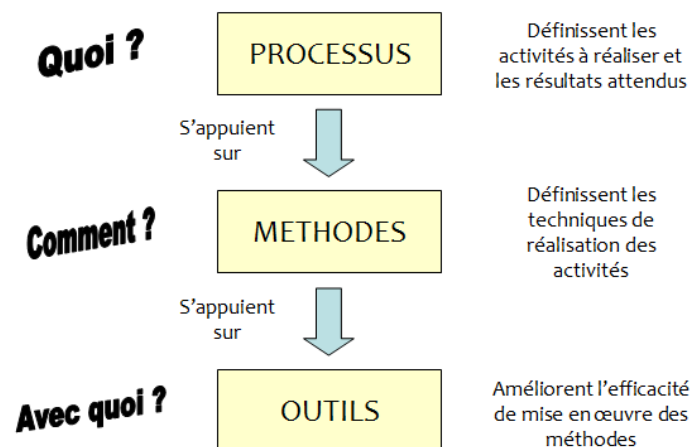 Quoi ?
PROCESSUS
Définissent les
activités à réaliser et
les résultats attendus
S'appuient
sur
Comment ?
METHODES
Définissent les
techniques de
réalisation des
activités
S'appuient
sur
Avec quoi ?
OUTILS
Améliorent l'efficacité
de mise en œuvre des
méthodes